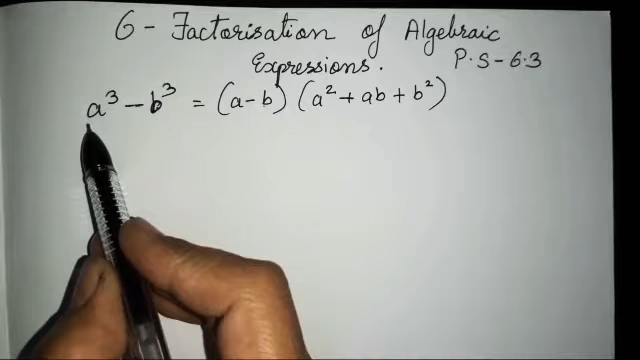 6 - Factorisation of Algebraic
Expressions. P.S - 6.3
a³ - b³ = (a - b) (a² + ab + b²)